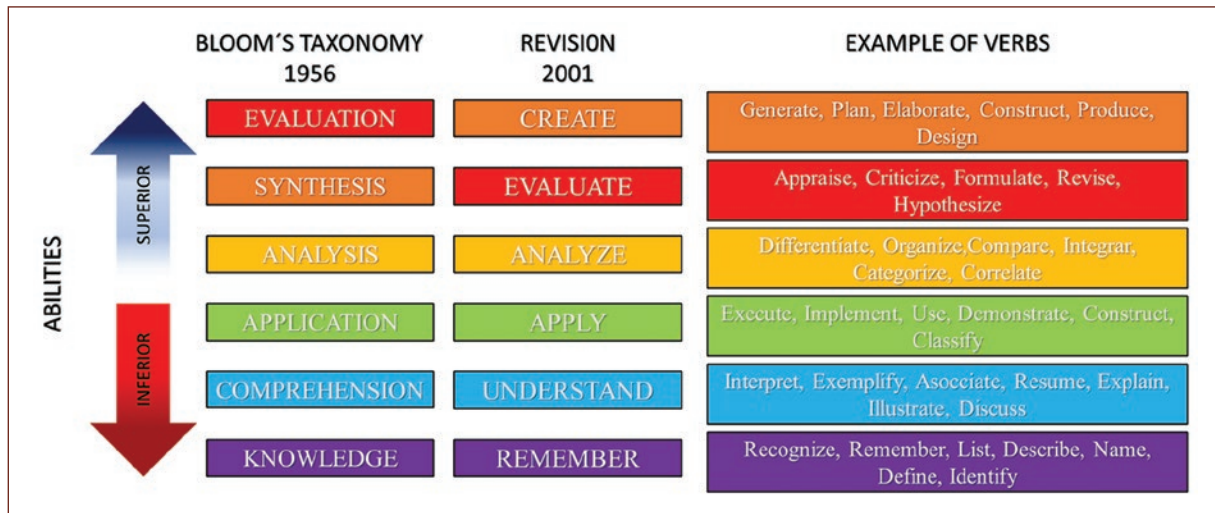 BLOOM´S TAXONOMY
1956
REVISI0N
2001
EXAMPLE OF VERBS
ABILITIES
SUPERIOR
INFERIOR
EVALUATION
CREATE
Generate, Plan, Elaborate, Construct, Produce,
Design
SYNTHESIS
EVALUATE
Appraise, Criticize, Formulate, Revise,
Hypothesize
ANALYSIS
ANALYZE
Differentiate, Organize,Compare, Integrar,
Categorize, Correlate
APPLICATION
APPLY
Execute, Implement, Use, Demonstrate, Construct,
Classify
COMPREHENSION
UNDERSTAND
Interpret, Exemplify, Asocciate, Resume, Explain,
Illustrate, Discuss
KNOWLEDGE
REMEMBER
Recognize, Remember, List, Describe, Name,
Define, Identify